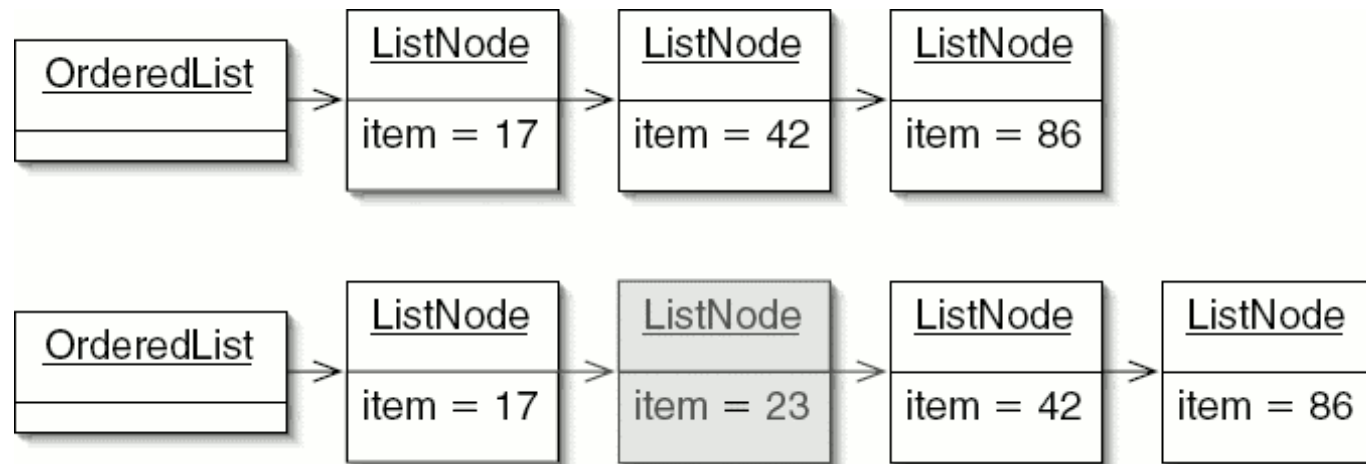 OrderedList
ListNode
item = 17
ListNode
item = 42
ListNode
item = 86
OrderedList
ListNode
item = 17
ListNode
item = 23
ListNode
item = 42
ListNode
item = 86